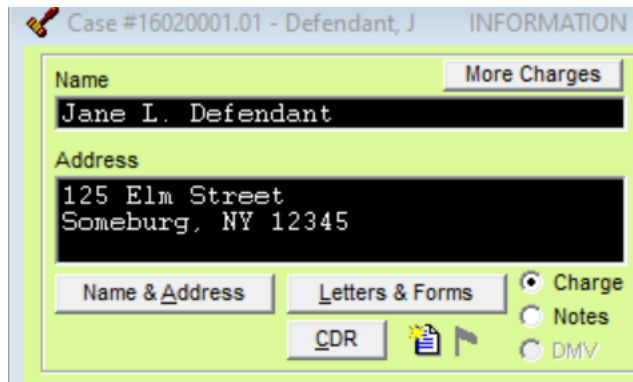 Case #16020001.01 - Defendant, J INFORMATION
More Charges
Name
Jane L. Defendant
Address
125 Elm Street
Someburg, NY 12345
Name & Address
Letters & Forms
Charge
Notes
CDR
DMV